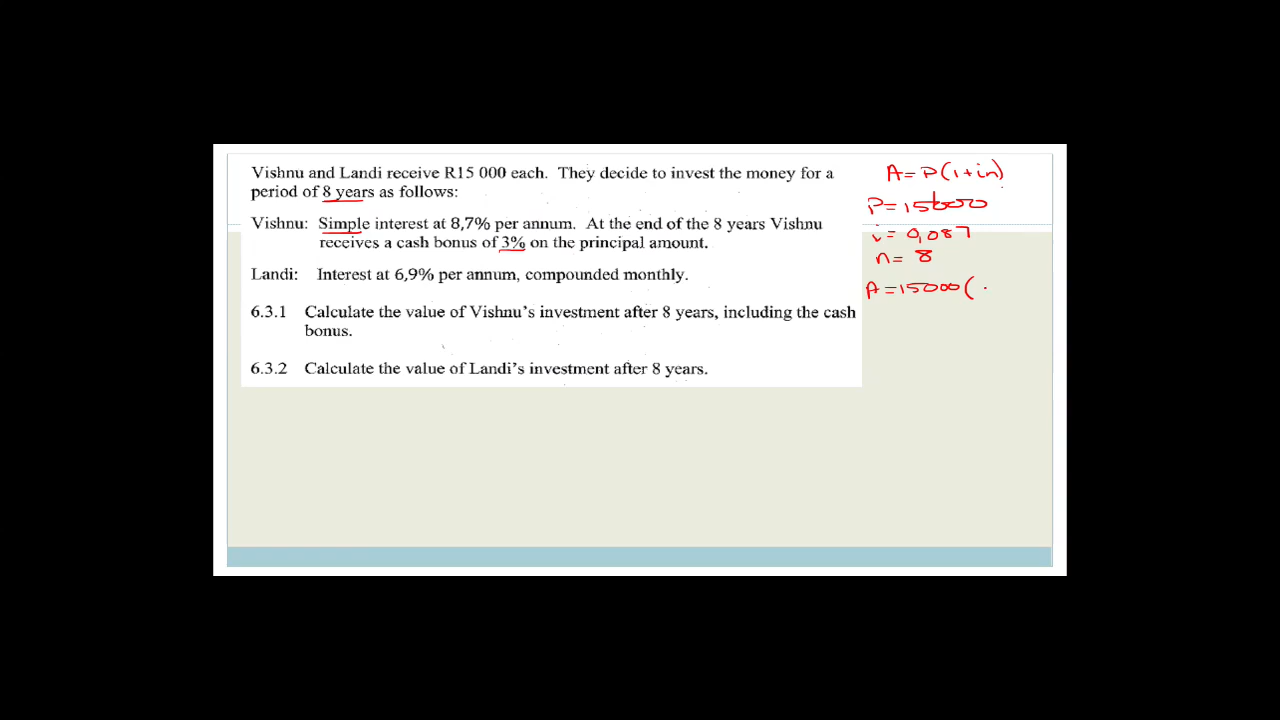 Vishnu and Landi receive R15 000 each. They decide to invest the money for a
period of 8 years as follows:
Vishnu: Simple interest at 8,7% per annum. At the end of the 8 years Vishnu
receives a cash bonus of 3% on the principal amount.
Landi: Interest at 6,9% per annum, compounded monthly.
6.3.1 Calculate the value of Vishnu's investment after 8 years, including the cash
bonus.
6.3.2 Calculate the value of Landi's investment after 8 years.
A = P(1+in)
P = 15000
i = 0,087
n = 8
A = 15000(